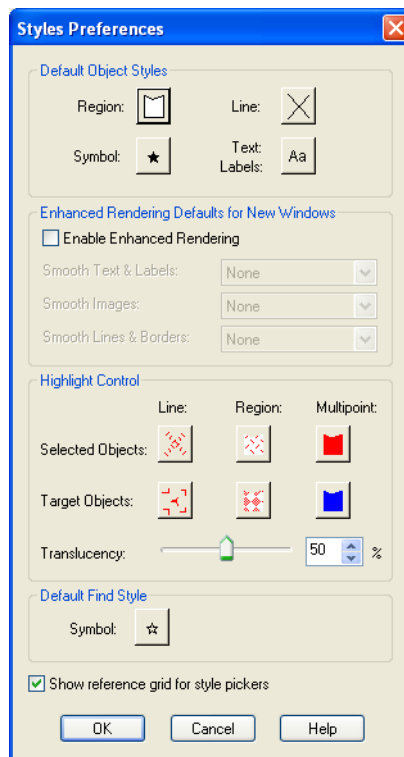 Styles Preferences
Default Object Styles
Region:
Line:
Symbol:
Text:
Labels:
Aa
Enhanced Rendering Defaults for New Windows
Enable Enhanced Rendering
Smooth Text & Labels:
None
Smooth Images:
None
Smooth Lines & Borders:
None
Highlight Control
Line:
Region:
Multipoint:
Selected Objects:
Target Objects:
Translucency:
50
%
Default Find Style
Symbol:
Show reference grid for style pickers
OK
Cancel
Help